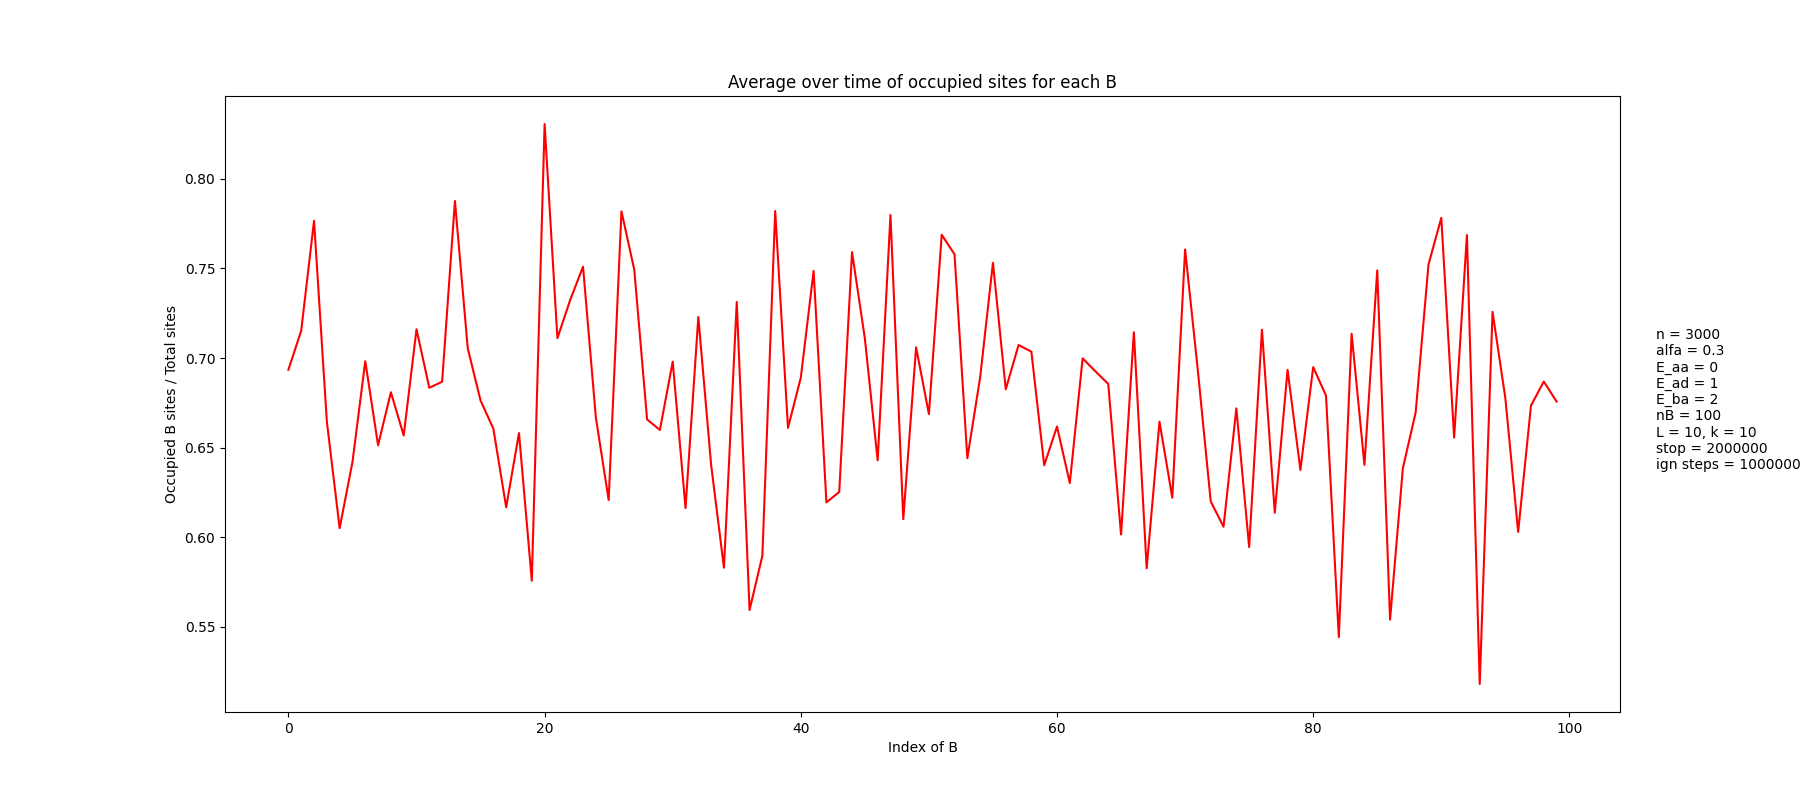 Average over time of occupied sites for each B
Occupied B sites / Total sites
0.80
0.75
0.70
0.65
0.60
0.55
0
20
40
60
80
100
Index of B
n = 3000
alfa = 0.3
E_aa = 0
E_ad = 1
E_ba = 2
nB = 100
L = 10, k = 10
stop = 2000000
ign steps = 1000000